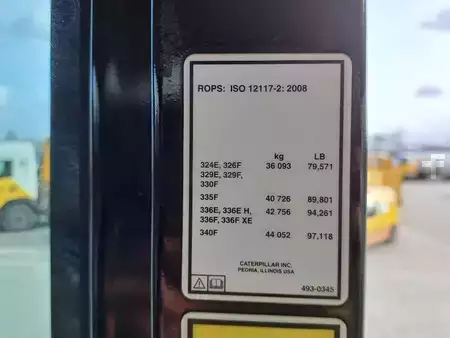 ROPS: ISO 12117-2: 2008
kg LB
324E, 326F 36 093 79,571
329E, 329F,
330F
335F 40 726 89,801
336E, 336E H, 42 756 94,261
336F, 336F XE
340F 44 052 97,118
CATERPILLAR INC.
PEORIA, ILLINOIS USA
493-0345